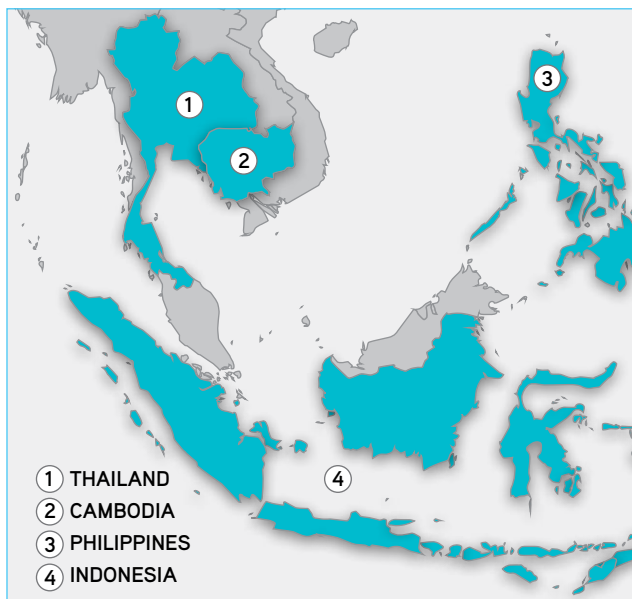 1
2
3
4
1 THAILAND
2 CAMBODIA
3 PHILIPPINES
4 INDONESIA